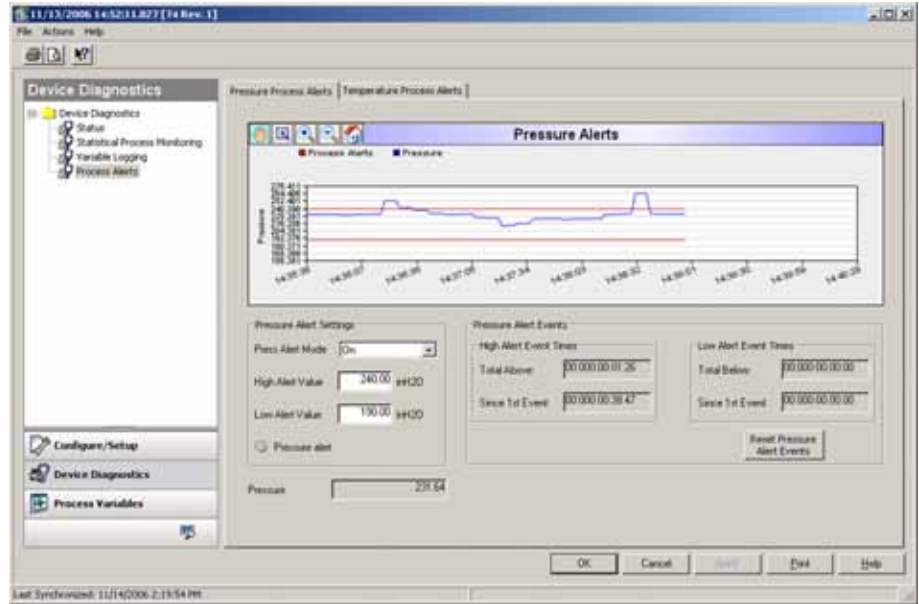 11/13/2006 14:52:11.827 [74 Rev. 1]
File Actions Help
Device Diagnostics
Device Diagnostics
Status
Statistical Process Monitoring
Variable Logging
Process Alerts
Configure/Setup
Device Diagnostics
Process Variables
Pressure Process Alerts
Temperature Process Alerts
Pressure Alerts
Process Alerts
Pressure
Pressure
Pressure Alert Settings
Press Alert Mode
On
High Alert Value
240.00 inH2O
Low Alert Value
190.00 inH2O
Pressure alert
Pressure
231.64
Pressure Alert Events
High Alert Event Times
Total Above:
00:000:00:01:26
Since 1st Event:
00:000:00:38:47
Low Alert Event Times
Total Below:
00:000:00:00:00
Since 1st Event:
00:000:00:00:00
Reset Pressure
Alert Events
OK
Cancel
Print
Help
Last Synchronized: 11/14/2006 2:19:54 PM